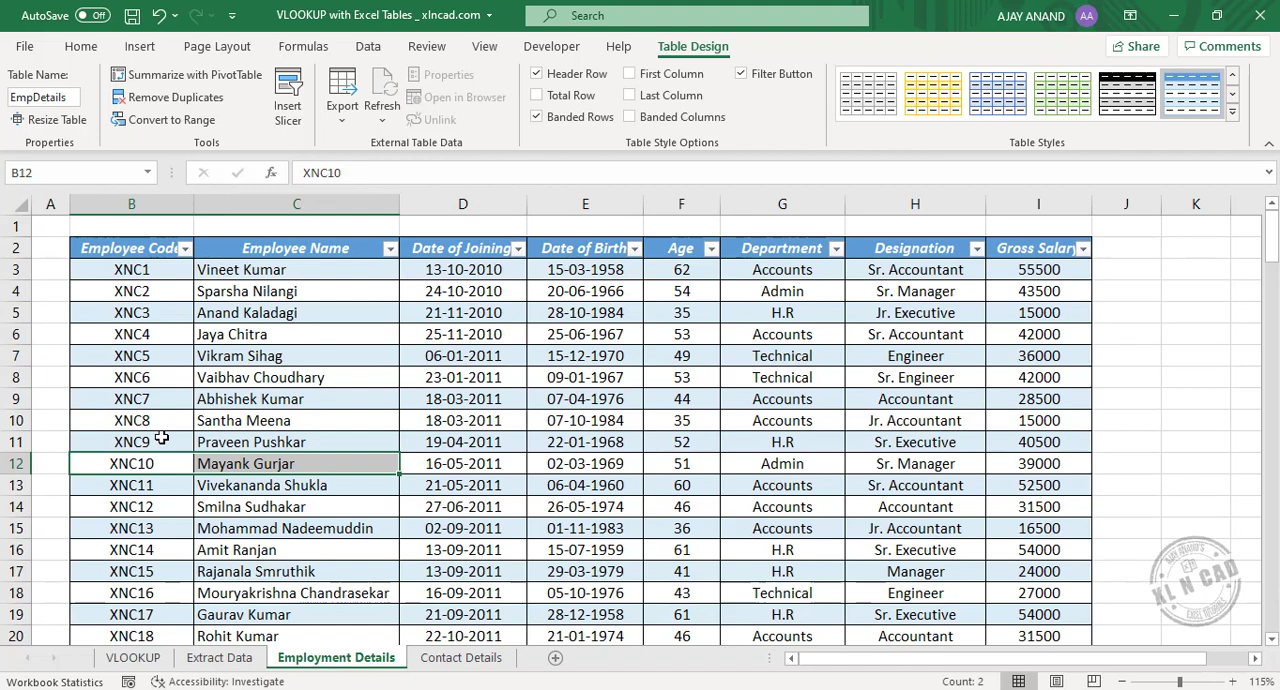 AutoSave Off VLOOKUP with Excel Tables _ xlncad.com Search AJAY ANAND AA
File Home Insert Page Layout Formulas Data Review View Developer Help Table Design Share Comments
Table Name: Summarize with PivotTable Properties Header Row First Column Filter Button
EmpDetails Remove Duplicates Insert Slicer Export Refresh Open in Browser Total Row Last Column
Resize Table Convert to Range Unlink Banded Rows Banded Columns
Properties Tools External Table Data Table Style Options Table Styles
B12 fx XNC10
A B C D E F G H I J K
1
2 Employee Code Employee Name Date of Joining Date of Birth Age Department Designation Gross Salary
3 XNC1 Vineet Kumar 13-10-2010 15-03-1958 62 Accounts Sr. Accountant 55500
4 XNC2 Sparsha Nilangi 24-10-2010 20-06-1966 54 Admin Sr. Manager 43500
5 XNC3 Anand Kaladagi 21-11-2010 28-10-1984 35 H.R Jr. Executive 15000
6 XNC4 Jaya Chitra 25-11-2010 25-06-1967 53 Accounts Sr. Accountant 42000
7 XNC5 Vikram Sihag 06-01-2011 15-12-1970 49 Technical Engineer 36000
8 XNC6 Vaibhav Choudhary 23-01-2011 09-01-1967 53 Technical Sr. Engineer 42000
9 XNC7 Abhishek Kumar 18-03-2011 07-04-1976 44 Accounts Accountant 28500
10 XNC8 Santha Meena 18-03-2011 07-10-1984 35 Accounts Jr. Accountant 15000
11 XNC9 Praveen Pushkar 19-04-2011 22-01-1968 52 H.R Sr. Executive 40500
12 XNC10 Mayank Gurjar 16-05-2011 02-03-1969 51 Admin Sr. Manager 39000
13 XNC11 Vivekananda Shukla 21-05-2011 06-04-1960 60 Accounts Sr. Accountant 52500
14 XNC12 Smilna Sudhakar 27-06-2011 26-05-1974 46 Accounts Accountant 31500
15 XNC13 Mohammad Nadeemuddin 02-09-2011 01-11-1983 36 Accounts Jr. Accountant 16500
16 XNC14 Amit Ranjan 13-09-2011 15-07-1959 61 H.R Sr. Executive 54000
17 XNC15 Rajanala Smruthik 13-09-2011 29-03-1979 41 H.R Manager 24000
18 XNC16 Mouryakrishna Chandrasekar 16-09-2011 05-10-1976 43 Technical Engineer 27000
19 XNC17 Gaurav Kumar 21-09-2011 28-12-1958 61 H.R Sr. Executive 54000
20 XNC18 Rohit Kumar 22-10-2011 21-01-1974 46 Accounts Accountant 31500
AJAY ANAND
XL N CAD
VLOOKUP Extract Data Employment Details Contact Details
Workbook Statistics Accessibility: Investigate Count: 2 115%